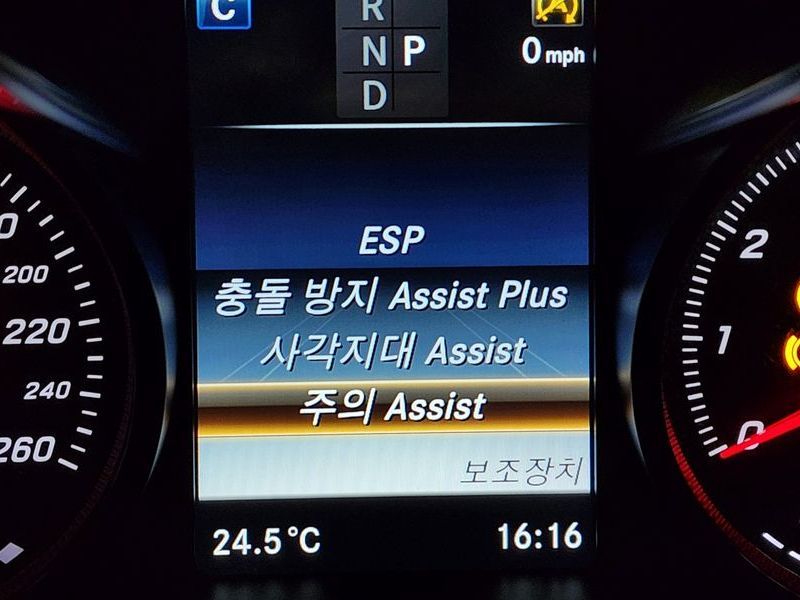 C
R
N P
D
0 mph
ESP
충돌 방지 Assist Plus
사각지대 Assist
주의 Assist
보조장치
24.5°C
16:16
200
220
240
260
2
1
0